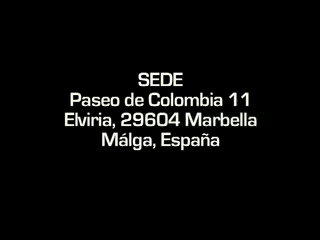 SEDE
Paseo de Colombia 11
Elviria, 29604 Marbella
Málga, España